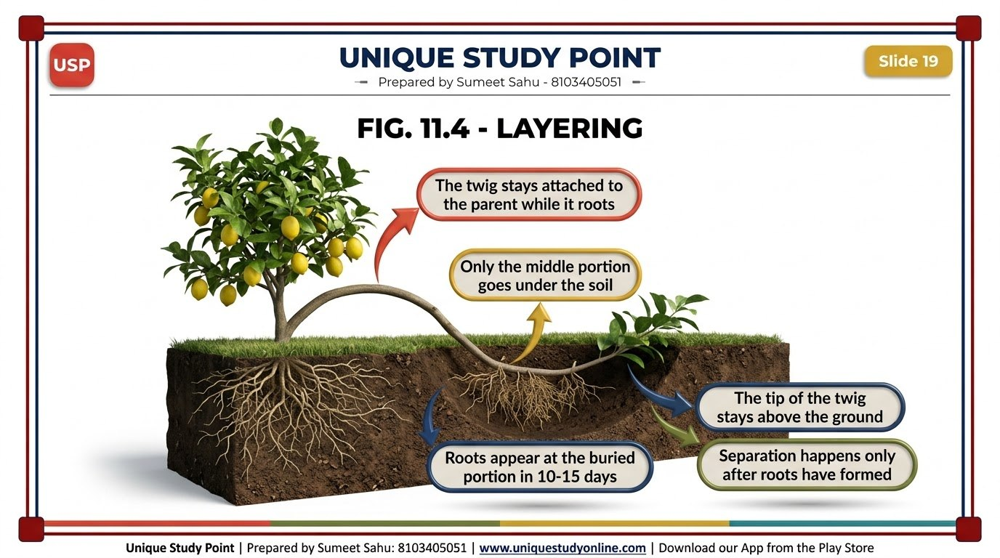 USP
UNIQUE STUDY POINT
Prepared by Sumeet Sahu - 8103405051
Slide 19
FIG. 11.4 - LAYERING
The twig stays attached to
the parent while it roots
Only the middle portion
goes under the soil
The tip of the twig
stays above the ground
Roots appear at the buried
portion in 10-15 days
Separation happens only
after roots have formed
Unique Study Point | Prepared by Sumeet Sahu: 8103405051 | www.uniquestudyonline.com | Download our App from the Play Store